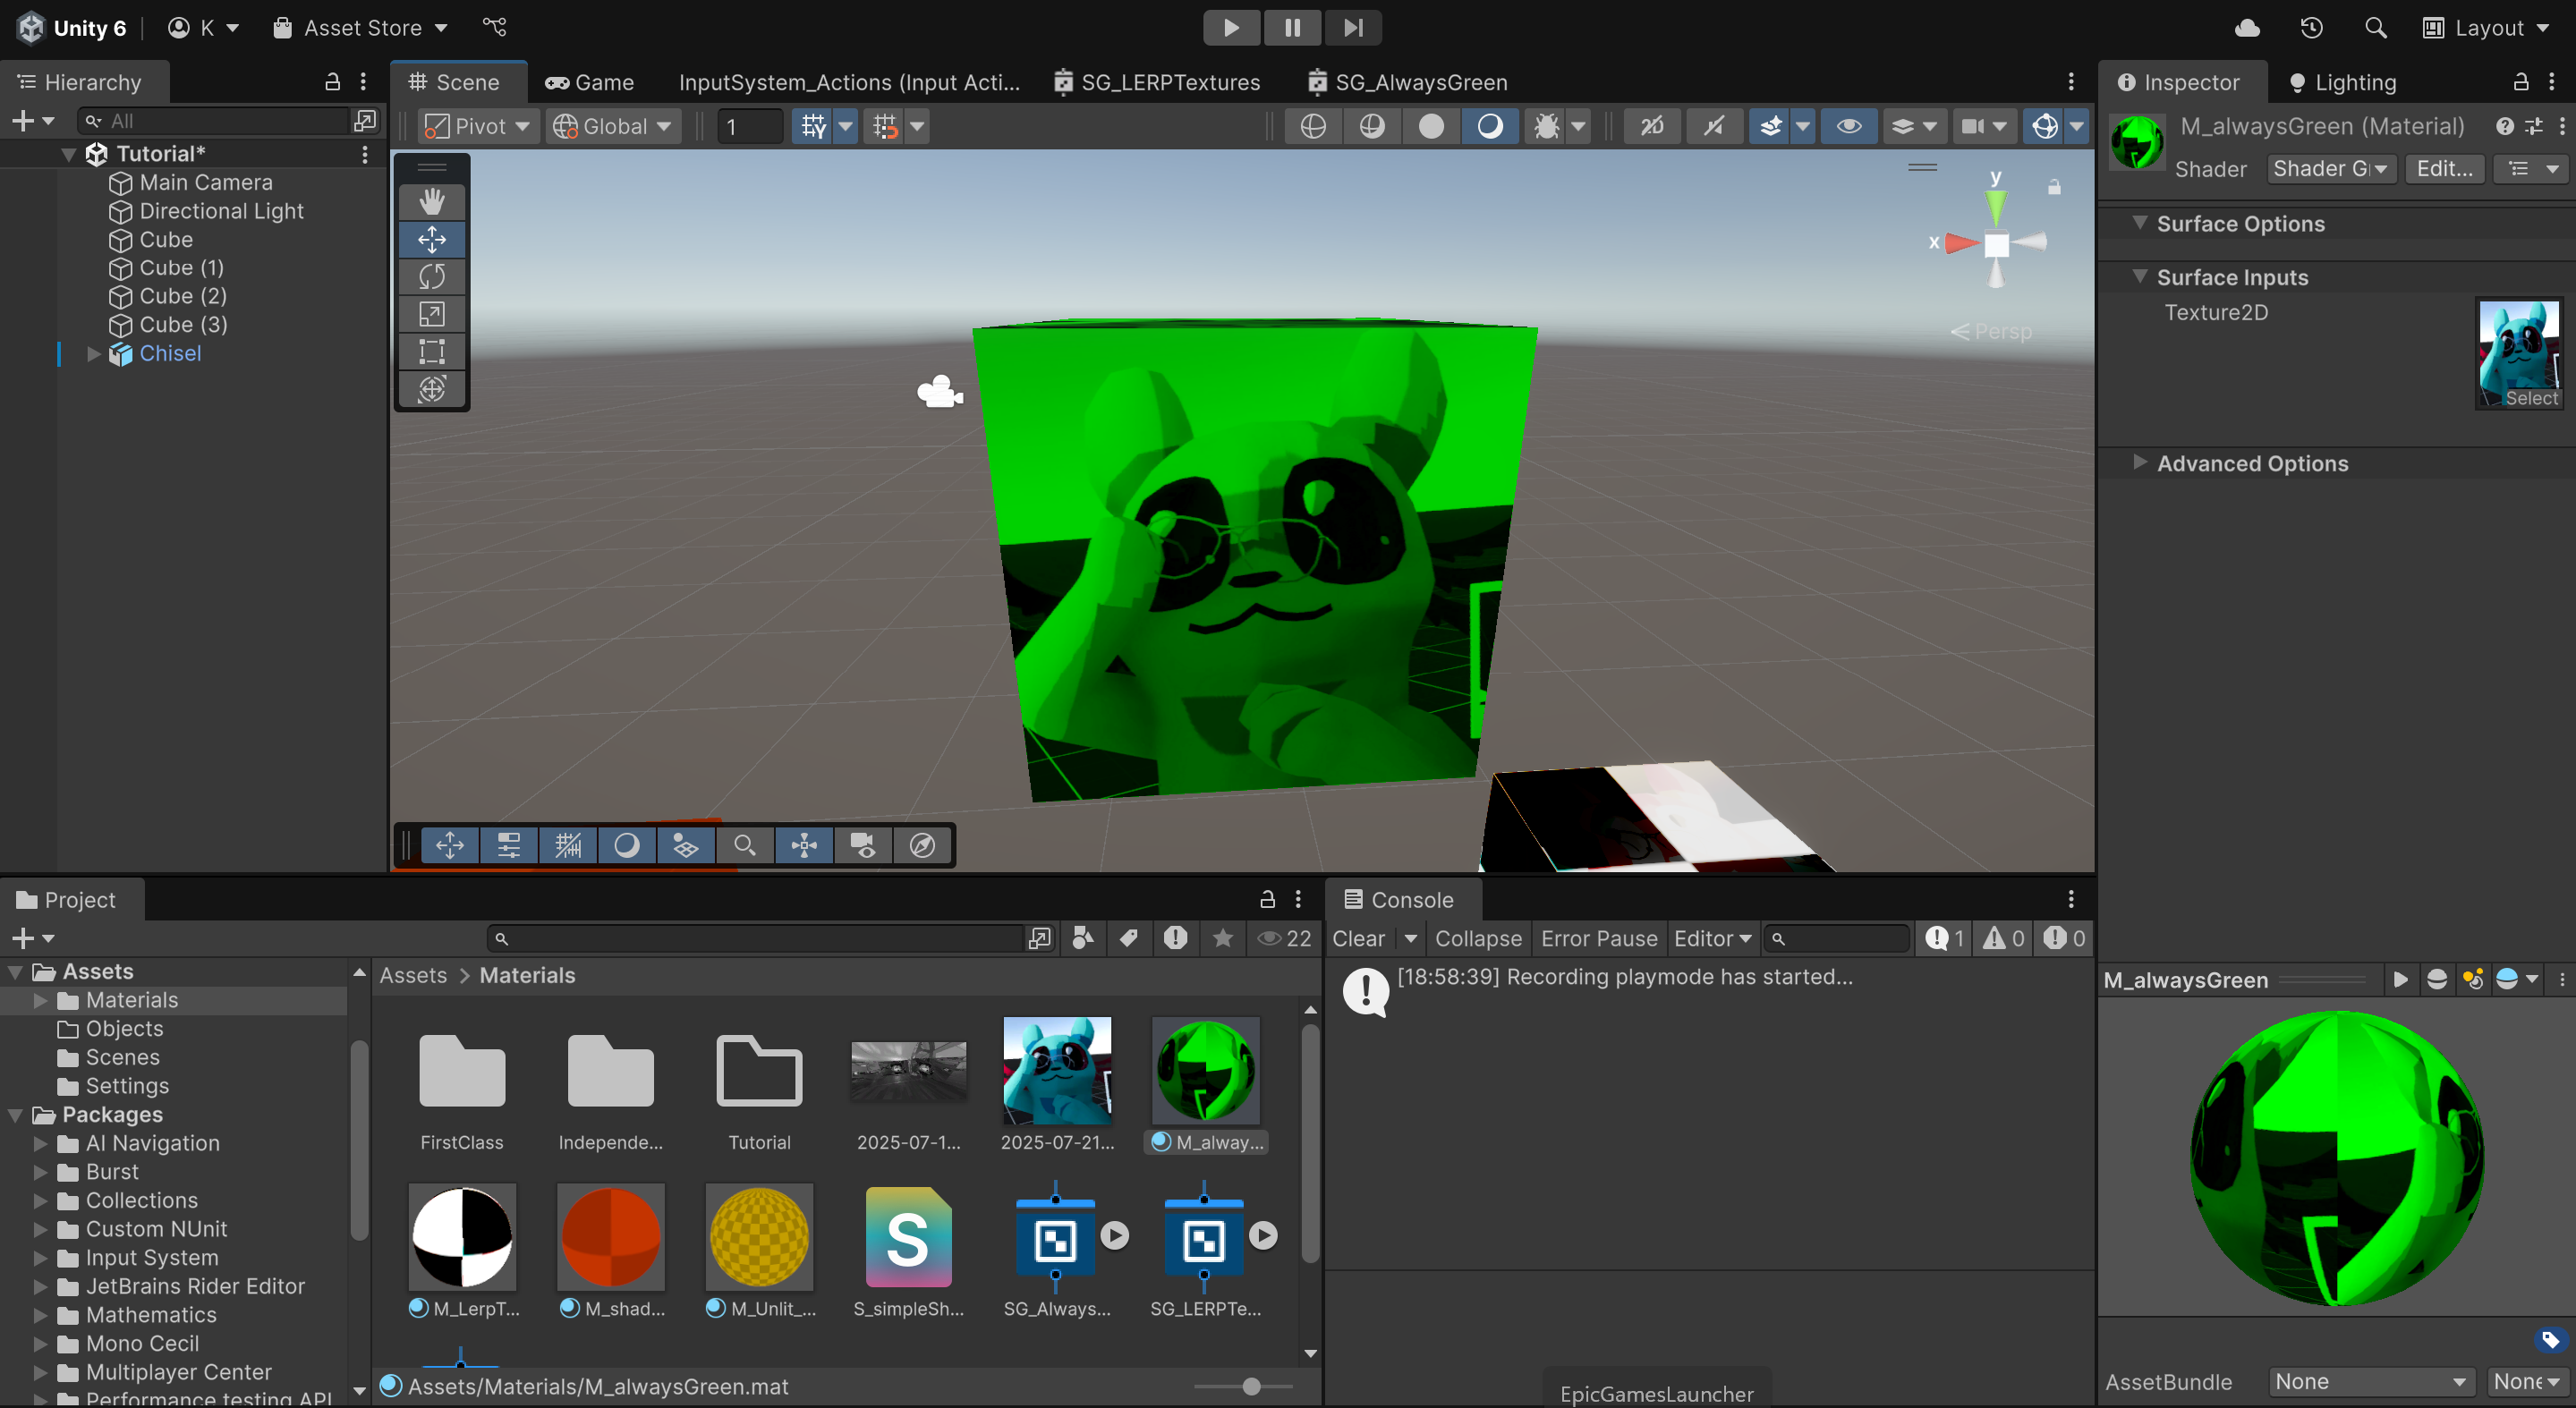 Unity 6
K
Asset Store
Layout
Hierarchy
Scene
Game
InputSystem_Actions (Input Acti...
SG_LERPTextures
SG_AlwaysGreen
Inspector
Lighting
All
Pivot
Global
1
2D
M_alwaysGreen (Material)
Shader
Shader G
Edit...
Tutorial*
Main Camera
Directional Light
Cube
Cube (1)
Cube (2)
Cube (3)
Chisel
y
x
Persp
Surface Options
Surface Inputs
Texture2D
Select
Advanced Options
Project
22
Assets
Materials
Objects
Scenes
Settings
Packages
AI Navigation
Burst
Collections
Custom NUnit
Input System
JetBrains Rider Editor
Mathematics
Mono Cecil
Multiplayer Center
Performance testing API
Assets > Materials
FirstClass
Independe...
Tutorial
2025-07-1...
2025-07-21...
M_alway...
M_LerpT...
M_shad...
M_Unlit_...
S
S_simpleSh...
SG_Always...
SG_LERPTe...
Assets/Materials/M_alwaysGreen.mat
Console
Clear
Collapse
Error Pause
Editor
1
0
0
[18:58:39] Recording playmode has started...
EpicGamesLauncher
M_alwaysGreen
AssetBundle
None
None